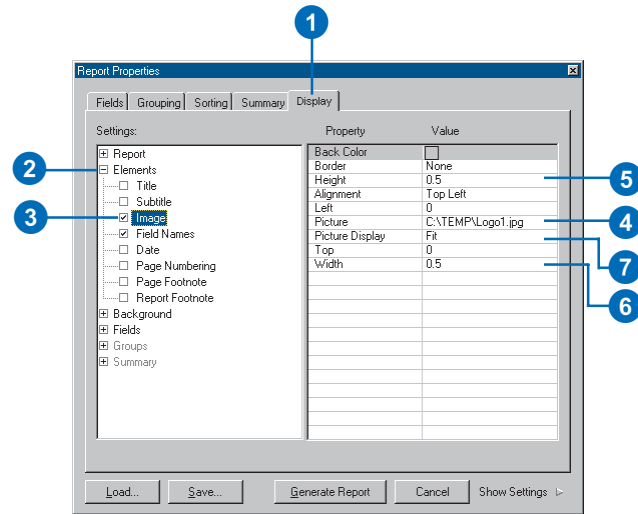 1
Report Properties
Fields Grouping Sorting Summary Display
Settings:
Property Value
2
3
Report
Elements
Title
Subtitle
Image
Field Names
Date
Page Numbering
Page Footnote
Report Footnote
Background
Fields
Groups
Summary
Back Color
Border None
Height 0.5
Alignment Top Left
Left 0
Picture C:\TEMP\Logo1.jpg
Picture Display Fit
Top 0
Width 0.5
5
4
7
6
Load... Save... Generate Report Cancel Show Settings